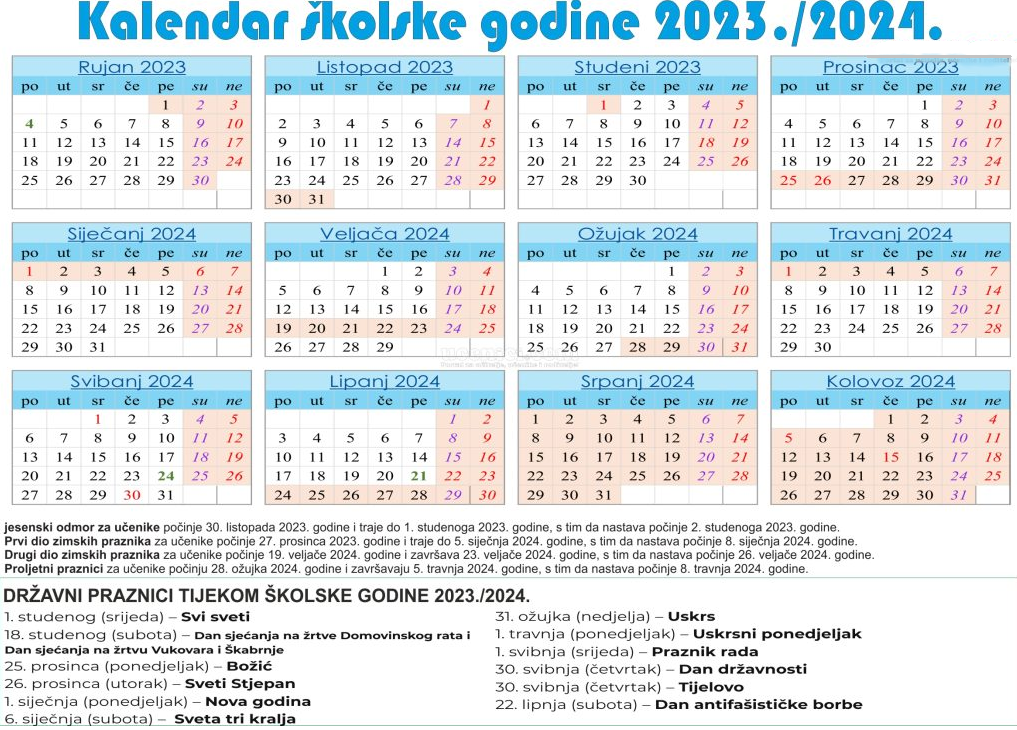 Kalendar školske godine 2023./2024.
Rujan 2023
po ut sr če pe su ne
1 2 3
4 5 6 7 8 9 10
11 12 13 14 15 16 17
18 19 20 21 22 23 24
25 26 27 28 29 30
Listopad 2023
po ut sr če pe su ne
1
2 3 4 5 6 7 8
9 10 11 12 13 14 15
16 17 18 19 20 21 22
23 24 25 26 27 28 29
30 31
Studeni 2023
po ut sr če pe su ne
1 2 3 4 5
6 7 8 9 10 11 12
13 14 15 16 17 18 19
20 21 22 23 24 25 26
27 28 29 30
Prosinac 2023
po ut sr če pe su ne
1 2 3
4 5 6 7 8 9 10
11 12 13 14 15 16 17
18 19 20 21 22 23 24
25 26 27 28 29 30 31
Siječanj 2024
po ut sr če pe su ne
1 2 3 4 5 6 7
8 9 10 11 12 13 14
15 16 17 18 19 20 21
22 23 24 25 26 27 28
29 30 31
Veljača 2024
po ut sr če pe su ne
1 2 3 4
5 6 7 8 9 10 11
12 13 14 15 16 17 18
19 20 21 22 23 24 25
26 27 28 29
Ožujak 2024
po ut sr če pe su ne
1 2 3
4 5 6 7 8 9 10
11 12 13 14 15 16 17
18 19 20 21 22 23 24
25 26 27 28 29 30 31
Travanj 2024
po ut sr če pe su ne
1 2 3 4 5 6 7
8 9 10 11 12 13 14
15 16 17 18 19 20 21
22 23 24 25 26 27 28
29 30
Svibanj 2024
po ut sr če pe su ne
1 2 3 4 5
6 7 8 9 10 11 12
13 14 15 16 17 18 19
20 21 22 23 24 25 26
27 28 29 30 31
Lipanj 2024
po ut sr če pe su ne
1 2
3 4 5 6 7 8 9
10 11 12 13 14 15 16
17 18 19 20 21 22 23
24 25 26 27 28 29 30
Srpanj 2024
po ut sr če pe su ne
1 2 3 4 5 6 7
8 9 10 11 12 13 14
15 16 17 18 19 20 21
22 23 24 25 26 27 28
29 30 31
Kolovoz 2024
po ut sr če pe su ne
1 2 3 4
5 6 7 8 9 10 11
12 13 14 15 16 17 18
19 20 21 22 23 24 25
26 27 28 29 30 31
jesenski odmor za učenike počinje 30. listopada 2023. godine i traje do 1. studenoga 2023. godine, s tim da nastava počinje 2. studenoga 2023. godine.
Prvi dio zimskih praznika za učenike počinje 27. prosinca 2023. godine i traje do 5. siječnja 2024. godine, s tim da nastava počinje 8. siječnja 2024. godine.
Drugi dio zimskih praznika za učenike počinje 19. veljače 2024. godine i završava 23. veljače 2024. godine, s tim da nastava počinje 26. veljače 2024. godine.
Proljetni praznici za učenike počinju 28. ožujka 2024. godine i završavaju 5. travnja 2024. godine, s tim da nastava počinje 8. travnja 2024. godine.
DRŽAVNI PRAZNICI TIJEKOM ŠKOLSKE GODINE 2023./2024.
1. studenog (srijeda) – Svi sveti
18. studenog (subota) – Dan sjećanja na žrtve Domovinskog rata i
Dan sjećanja na žrtvu Vukovara i Škabrnje
25. prosinca (ponedjeljak) – Božić
26. prosinca (utorak) – Sveti Stjepan
1. siječnja (ponedjeljak) – Nova godina
6. siječnja (subota) – Sveta tri kralja
31. ožujka (nedjelja) – Uskrs
1. travnja (ponedjeljak) – Uskrsni ponedjeljak
1. svibnja (srijeda) – Praznik rada
30. svibnja (četvrtak) – Dan državnosti
30. svibnja (četvrtak) – Tijelovo
22. lipnja (subota) – Dan antifašističke borbe